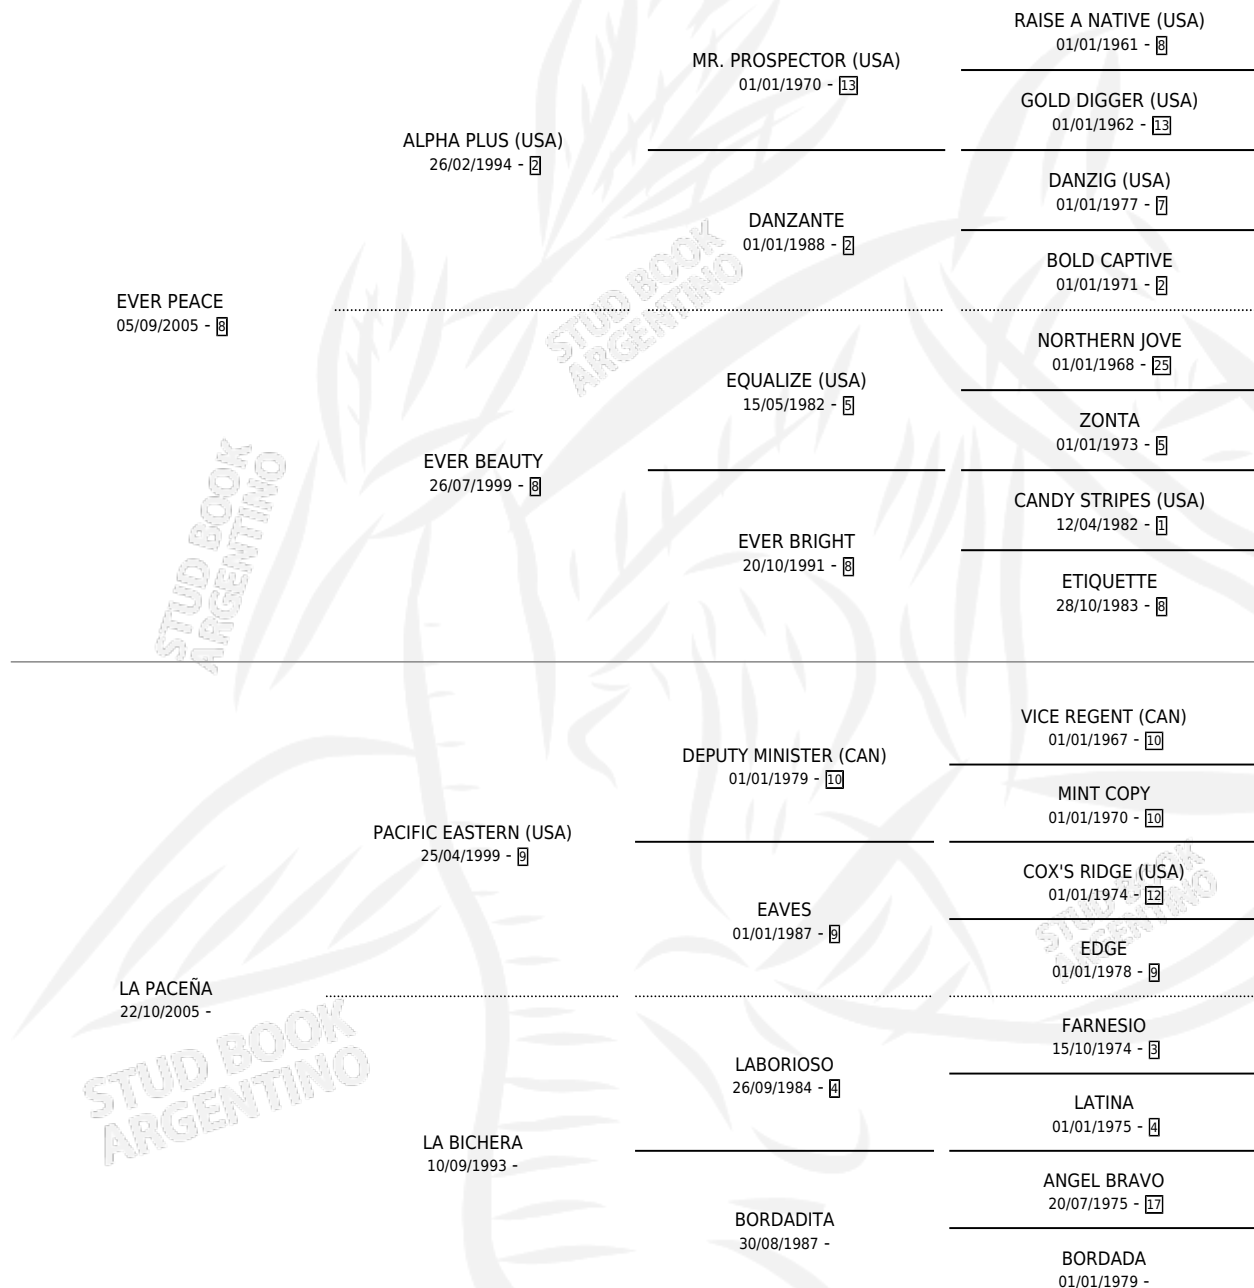 RAISE A NATIVE (USA)
01/01/1961 - 8
MR. PROSPECTOR (USA)
01/01/1970 - 13
GOLD DIGGER (USA)
01/01/1962 - 13
ALPHA PLUS (USA)
26/02/1994 - 2
DANZIG (USA)
01/01/1977 - 7
DANZANTE
01/01/1988 - 2
BOLD CAPTIVE
01/01/1971 - 2
EVER PEACE
05/09/2005 - 8
NORTHERN JOVE
01/01/1968 - 25
EQUALIZE (USA)
15/05/1982 - 5
ZONTA
01/01/1973 - 5
EVER BEAUTY
26/07/1999 - 8
CANDY STRIPES (USA)
12/04/1982 - 1
EVER BRIGHT
20/10/1991 - 8
ETIQUETTE
28/10/1983 - 8
VICE REGENT (CAN)
01/01/1967 - 10
DEPUTY MINISTER (CAN)
01/01/1979 - 10
MINT COPY
01/01/1970 - 10
PACIFIC EASTERN (USA)
25/04/1999 - 9
COX'S RIDGE (USA)
01/01/1974 - 12
EAVES
01/01/1987 - 9
EDGE
01/01/1978 - 9
LA PACEÑA
22/10/2005 -
FARNESIO
15/10/1974 - 3
LABORIOSO
26/09/1984 - 4
LATINA
01/01/1975 - 4
LA BICHERA
10/09/1993 -
ANGEL BRAVO
20/07/1975 - 17
BORDADITA
30/08/1987 -
BORDADA
01/01/1979 -
STUD BOOK
ARGENTINO
STUD BOOK
ARGENTINO
STUD BOOK
ARGENTINO
STUD BOOK
ARGENTINO